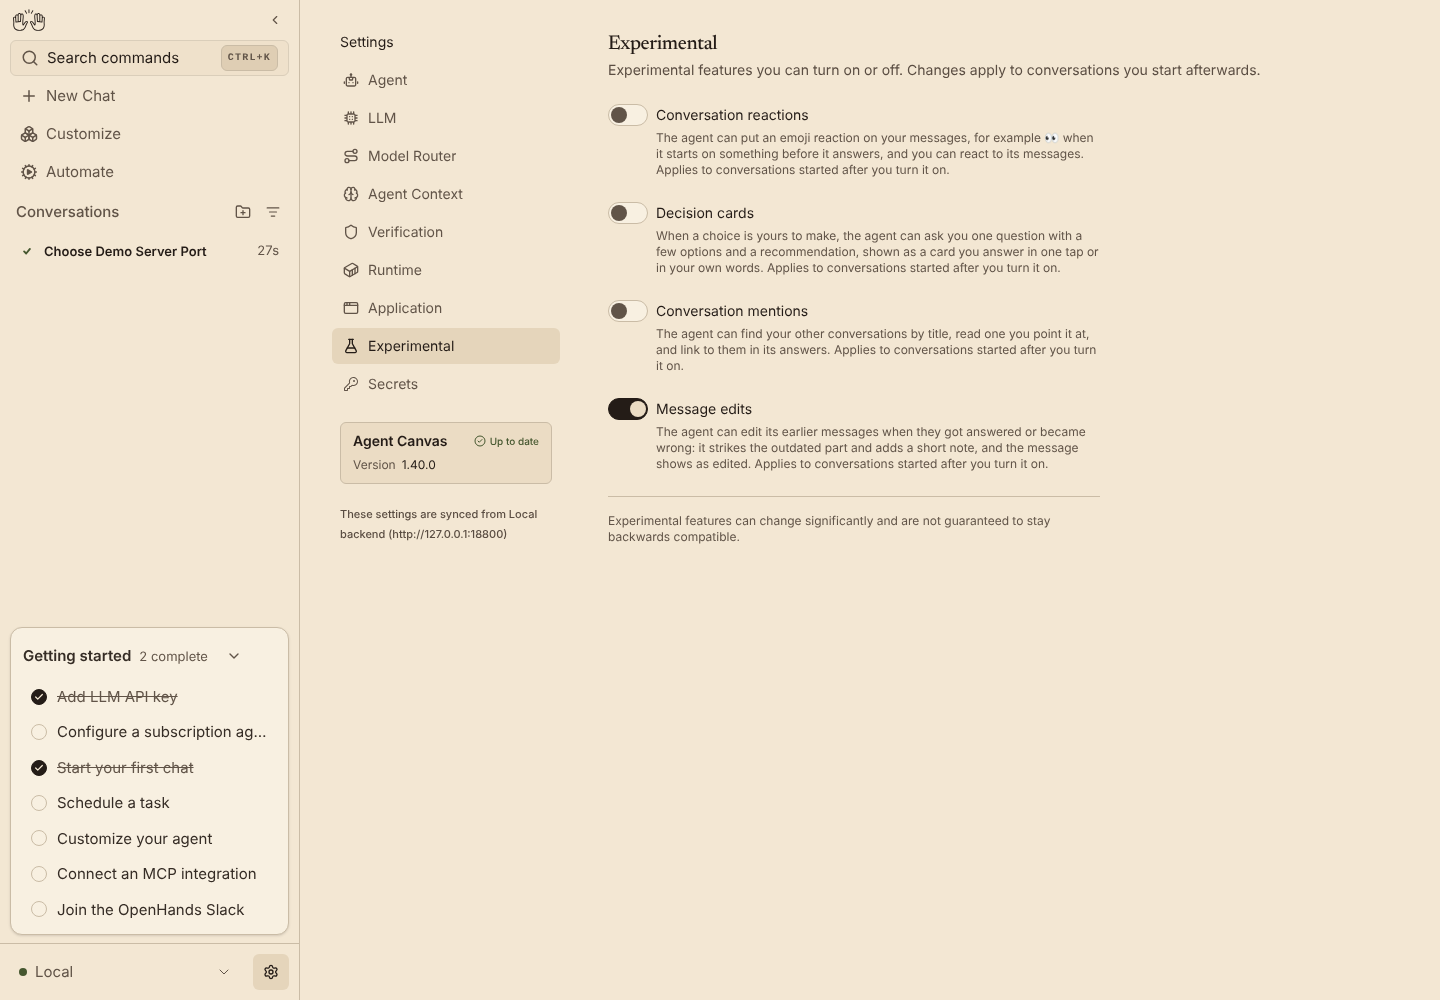 Search commands
CTRL+K
New Chat
Customize
Automate
Conversations
Choose Demo Server Port
27s
Getting started
2 complete
Add LLM API key
Configure a subscription ag...
Start your first chat
Schedule a task
Customize your agent
Connect an MCP integration
Join the OpenHands Slack
Local
Settings
Agent
LLM
Model Router
Agent Context
Verification
Runtime
Application
Experimental
Secrets
Agent Canvas
Up to date
Version 1.40.0
These settings are synced from Local
backend (http://127.0.0.1:18800)
Experimental
Experimental features you can turn on or off. Changes apply to conversations you start afterwards.
Conversation reactions
The agent can put an emoji reaction on your messages, for example 👀 when
it starts on something before it answers, and you can react to its messages.
Applies to conversations started after you turn it on.
Decision cards
When a choice is yours to make, the agent can ask you one question with a
few options and a recommendation, shown as a card you answer in one tap or
in your own words. Applies to conversations started after you turn it on.
Conversation mentions
The agent can find your other conversations by title, read one you point it at,
and link to them in its answers. Applies to conversations started after you turn
it on.
Message edits
The agent can edit its earlier messages when they got answered or became
wrong: it strikes the outdated part and adds a short note, and the message
shows as edited. Applies to conversations started after you turn it on.
Experimental features can change significantly and are not guaranteed to stay
backwards compatible.